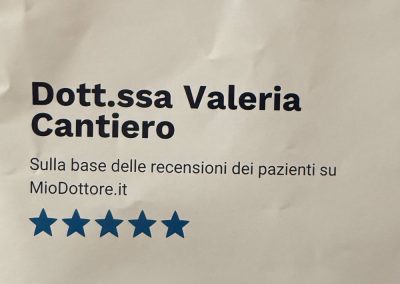 Dott.ssa Valeria
Cantiero
Sulla base delle recensioni dei pazienti su
MioDottore.it